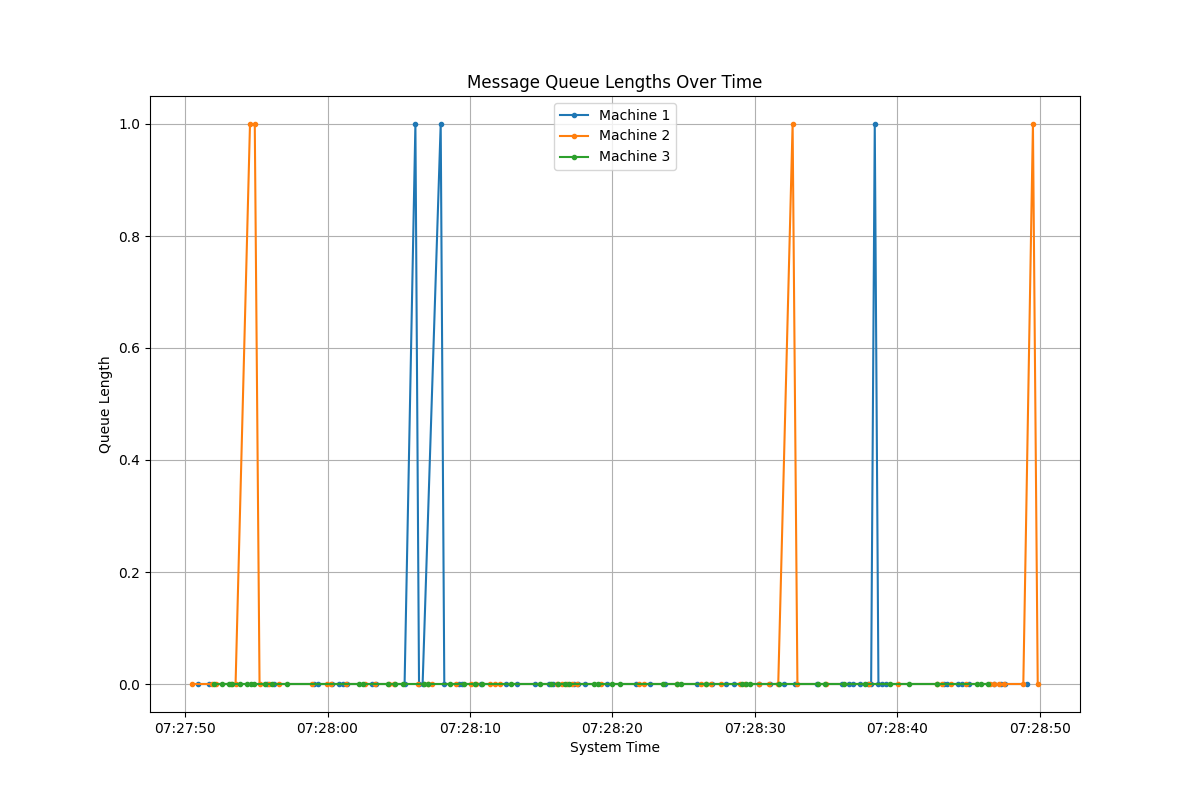 Message Queue Lengths Over Time
Machine 1
Machine 2
Machine 3
1.0
0.8
0.6
0.4
0.2
0.0
Queue Length
07:27:50
07:28:00
07:28:10
07:28:20
07:28:30
07:28:40
07:28:50
System Time